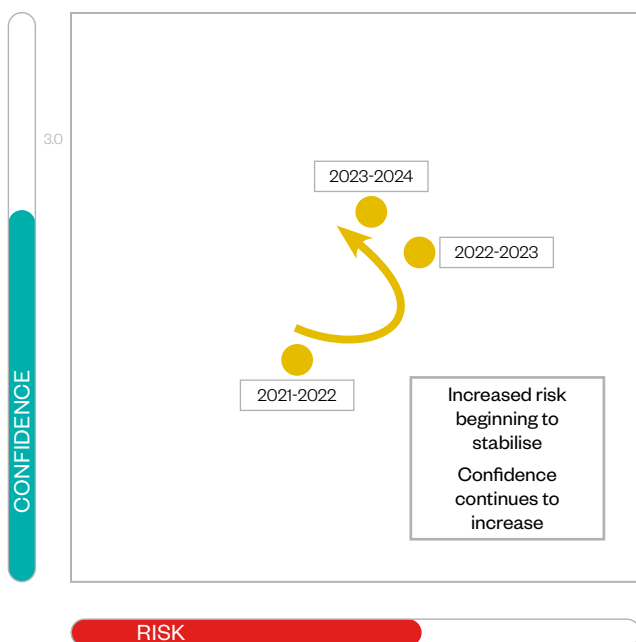 3.0
2023-2024
2022-2023
2021-2022
Increased risk
beginning to
stabilise
Confidence
continues to
increase
CONFIDENCE
RISK